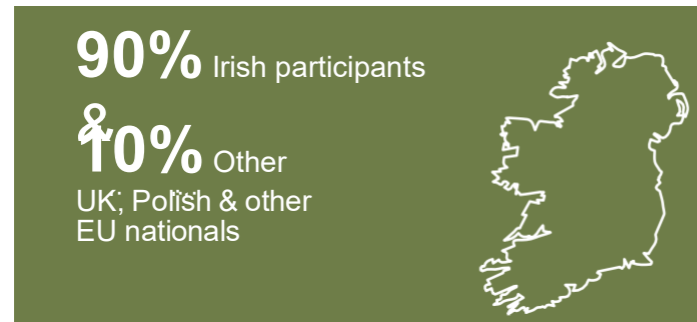 90% Irish participants
&
10% Other
UK; Polish & other
EU nationals